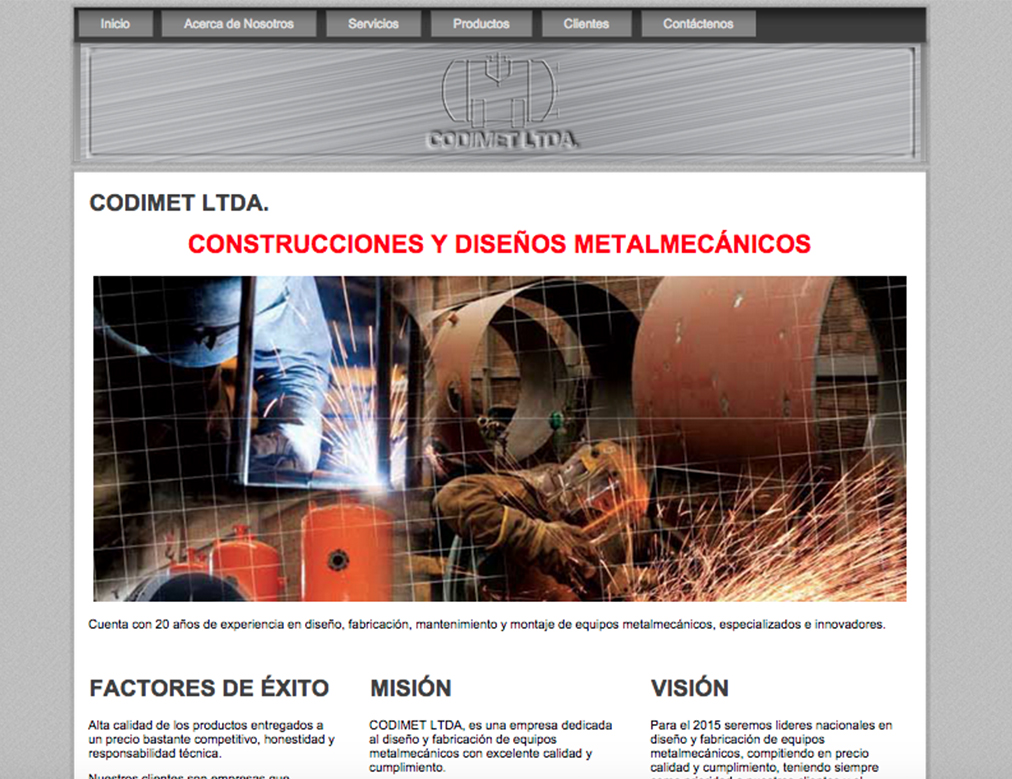 Inicio Acerca de Nosotros Servicios Productos Clientes Contáctenos
CODIMET LTDA.
CODIMET LTDA.
CONSTRUCCIONES Y DISEÑOS METALMECÁNICOS
Cuenta con 20 años de experiencia en diseño, fabricación, mantenimiento y montaje de equipos metalmecánicos, especializados e innovadores.
FACTORES DE ÉXITO
Alta calidad de los productos entregados a
un precio bastante competitivo, honestidad y
responsabilidad técnica.
Nuestros clientes son empresas que
MISIÓN
CODIMET LTDA, es una empresa dedicada
al diseño y fabricación de equipos
metalmecánicos con excelente calidad y
cumplimiento.
VISIÓN
Para el 2015 seremos lideres nacionales en
diseño y fabricación de equipos
metalmecánicos, compitiendo en precio
calidad y cumplimiento, teniendo siempre